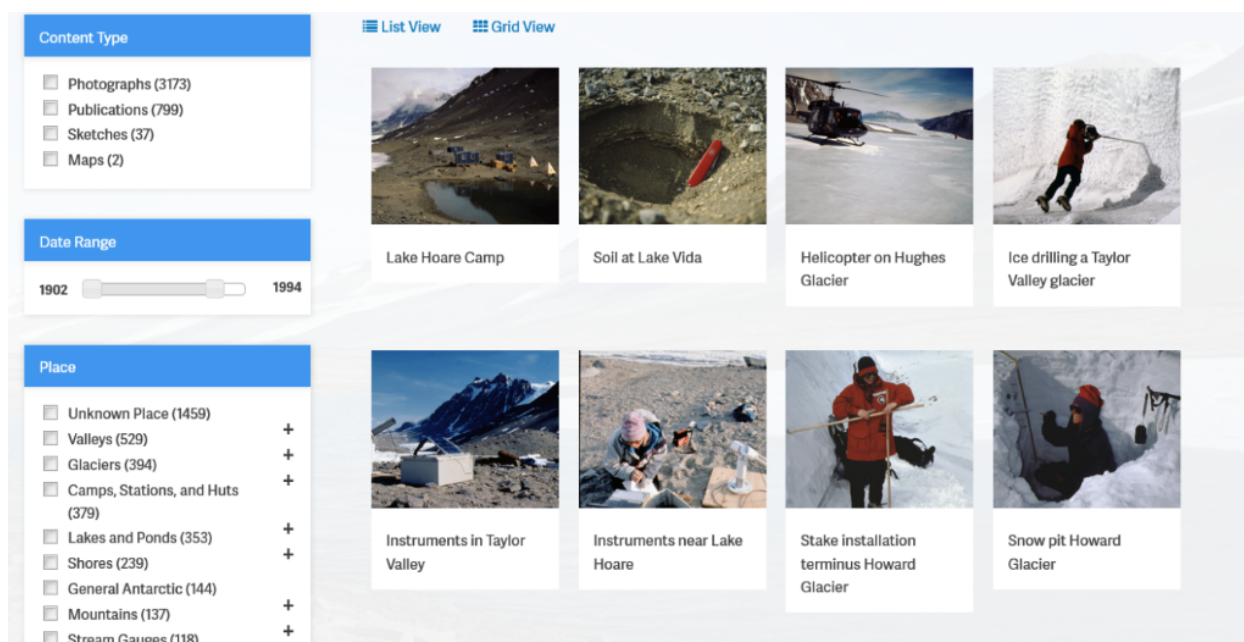 Content Type
Photographs (3173)
Publications (799)
Sketches (37)
Maps (2)
Date Range
1902
1994
Place
Unknown Place (1459)
Valleys (529)
+
Glaciers (394)
+
Camps, Stations, and Huts
+
(379)
Lakes and Ponds (353)
+
Shores (239)
+
General Antarctic (144)
Mountains (137)
+
Stream Gauges (118)
+
List View
Grid View
Lake Hoare Camp
Soil at Lake Vida
Helicopter on Hughes
Glacier
Ice drilling a Taylor
Valley glacier
Instruments in Taylor
Valley
Instruments near Lake
Hoare
Stake installation
terminus Howard
Glacier
Snow pit Howard
Glacier